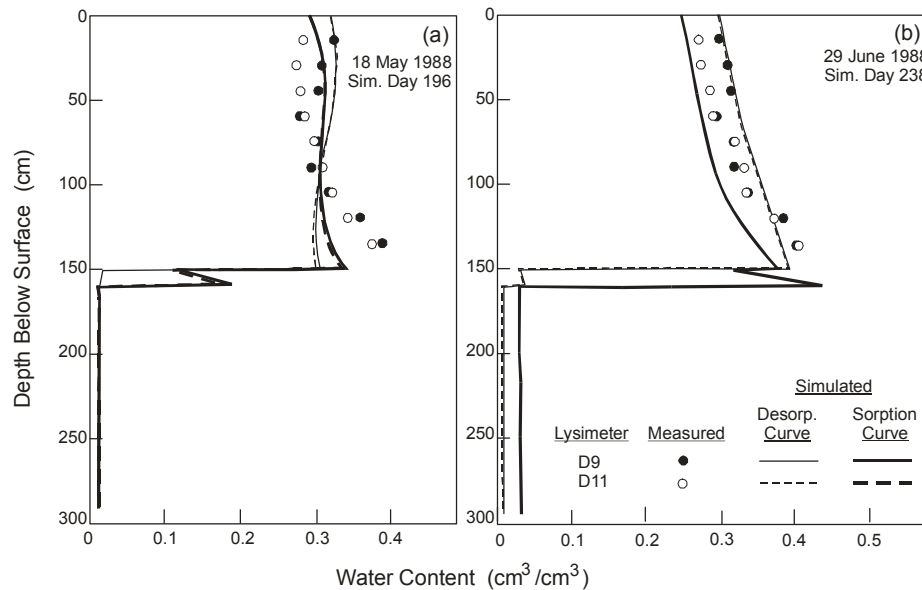 (a)
18 May 1988
Sim. Day 196
(b)
29 June 1988
Sim. Day 238
Depth Below Surface (cm)
0
50
100
150
200
250
300
0
50
100
150
200
250
300
0
0.1
0.2
0.3
0.4
0
0.1
0.2
0.3
0.4
0.5
Water Content (cm³/cm³)
Simulated
Desorp. Sorption
Lysimeter Measured Curve Curve
D9
D11